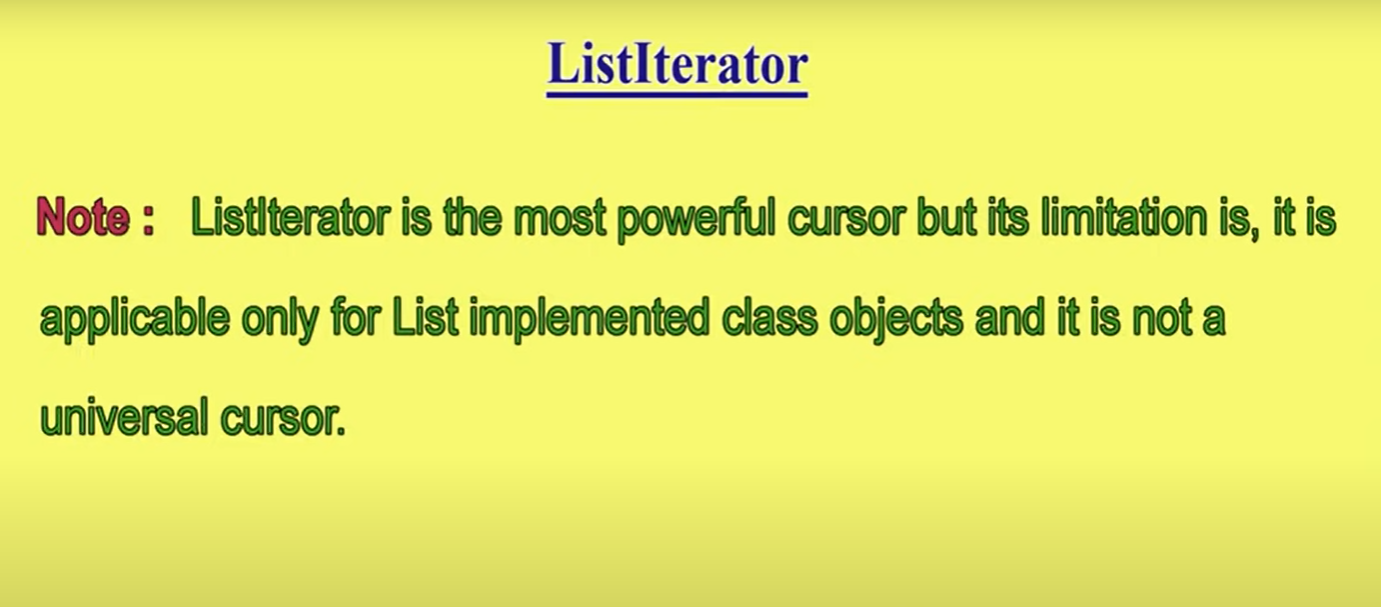 ListIterator
Note : ListIterator is the most powerful cursor but its limitation is, it is
applicable only for List implemented class objects and it is not a
universal cursor.